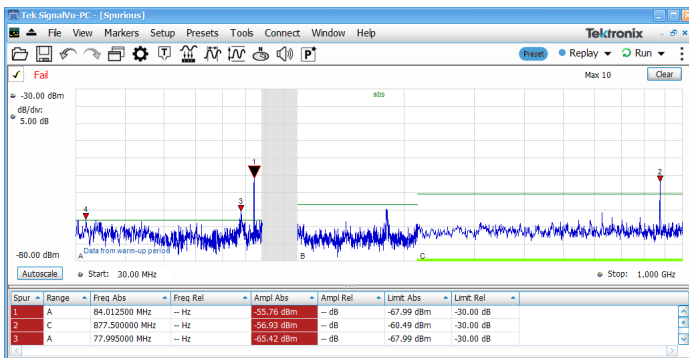 Tek SignalVu-PC - [Spurious]
File View Markers Setup Presets Tools Connect Window Help
Tektronix
Preset Replay Run
Fail
Max 10
Clear
-30.00 dBm
dB/div:
5.00 dB
abs
1
2
3
4
-80.00 dBm
A
Data from warm-up period
B
C
Autoscale
Start: 30.00 MHz
Stop: 1.000 GHz
Spur Range Freq Abs Freq Rel Ampl Abs Ampl Rel Limit Abs Limit Rel
1 A 84.012500 MHz -- Hz -55.76 dBm -- dB -67.99 dBm -30.00 dB
2 C 877.500000 MHz -- Hz -56.93 dBm -- dB -60.49 dBm -30.00 dB
3 A 77.995000 MHz -- Hz -65.42 dBm -- dB -67.99 dBm -30.00 dB